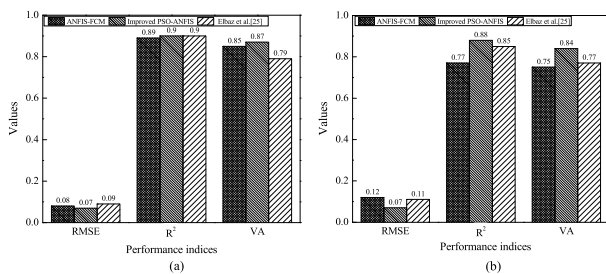 ANFIS-FCM Improved PSO-ANFIS Elbaz et al.[25]
Values
1.0
0.8
0.6
0.4
0.2
0.0
0.08 0.07 0.09
0.89 0.9 0.9
0.85 0.87 0.79
RMSE R² VA
Performance indices
(a)
ANFIS-FCM Improved PSO-ANFIS Elbaz et al.[25]
Values
1.0
0.8
0.6
0.4
0.2
0.0
0.12 0.07 0.11
0.77 0.88 0.85
0.75 0.84 0.77
RMSE R² VA
Performance indices
(b)